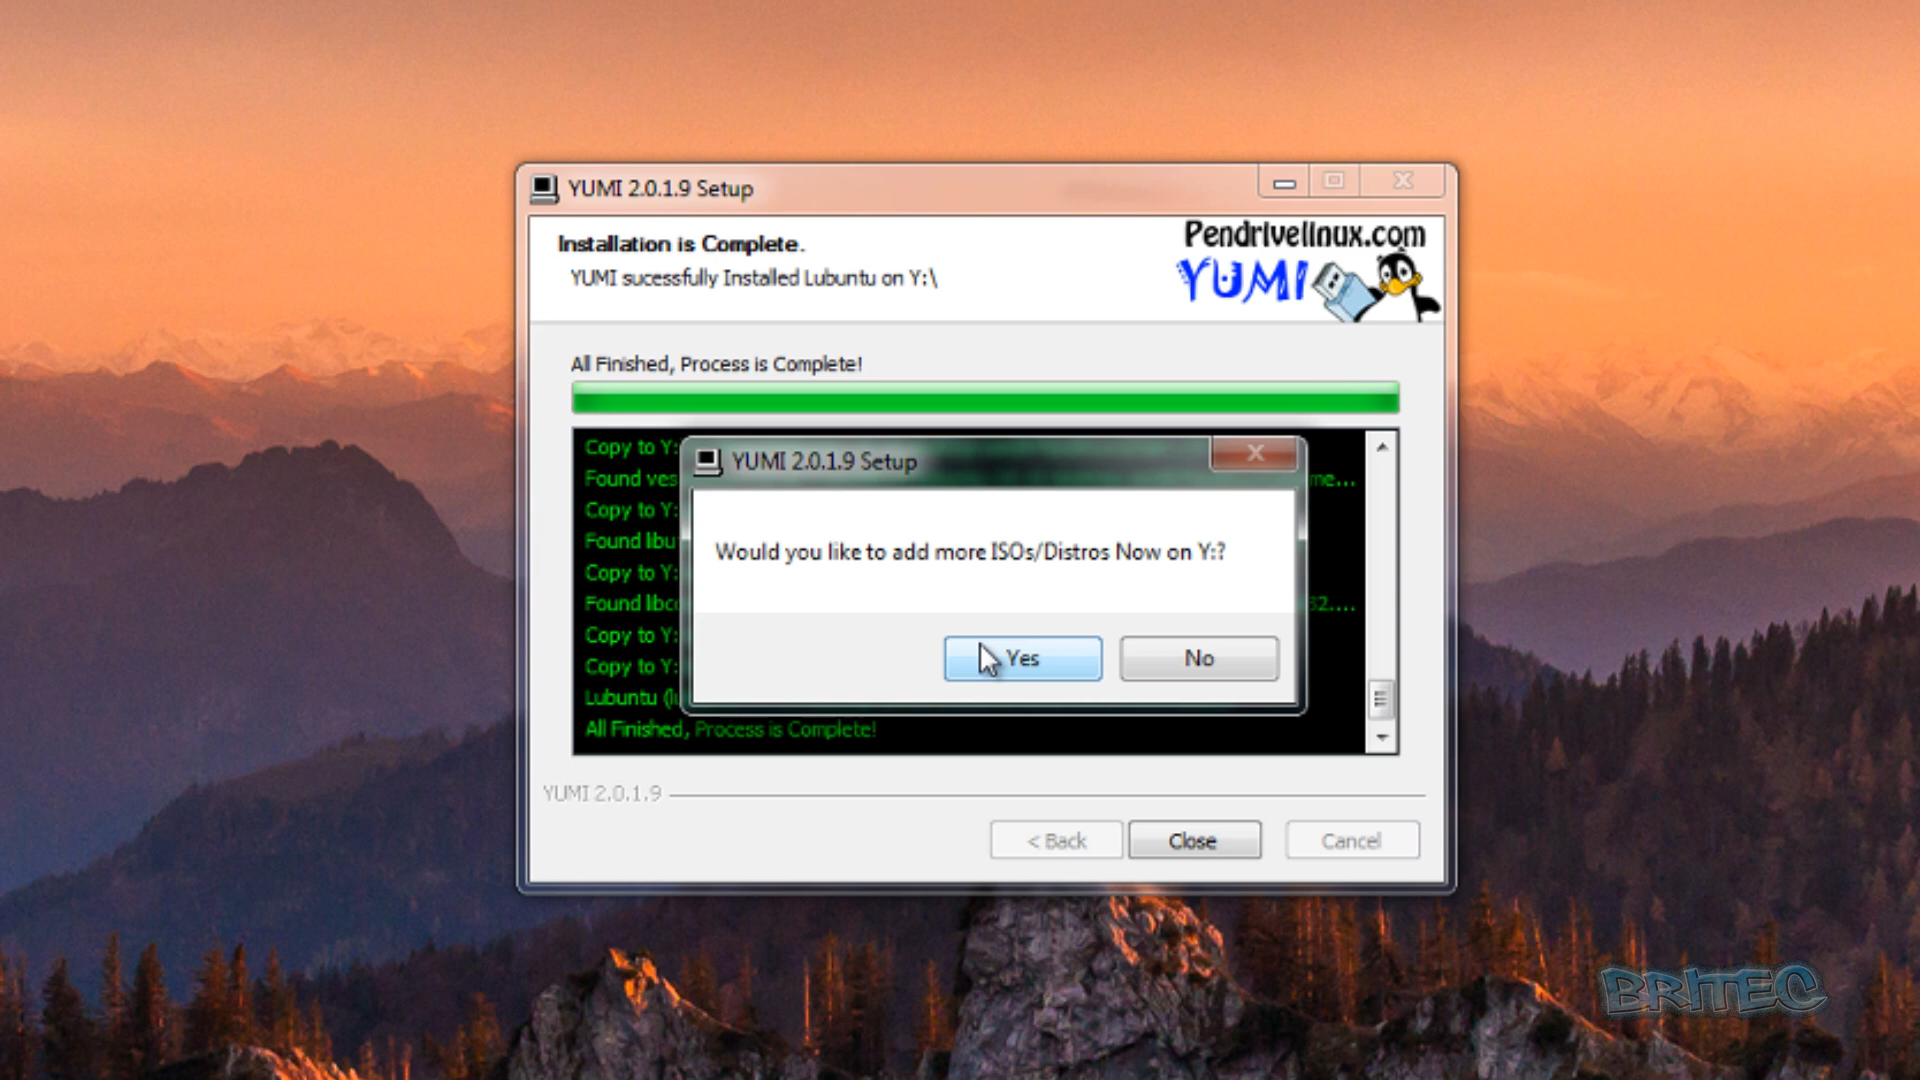 YUMI 2.0.1.9 Setup
Installation is Complete.
YUMI sucessfully Installed Lubuntu on Y:\
Pendrivelinux.com
YUMI
All Finished, Process is Complete!
Copy to Y:
Found ves
me...
Copy to Y:
Found libu
Copy to Y:
Found libc
32....
Copy to Y:
Copy to Y:
Lubuntu (l
All Finished, Process is Complete!
YUMI 2.0.1.9 Setup
Would you like to add more ISOs/Distros Now on Y:?
Yes
No
YUMI 2.0.1.9
< Back
Close
Cancel
BRITEC